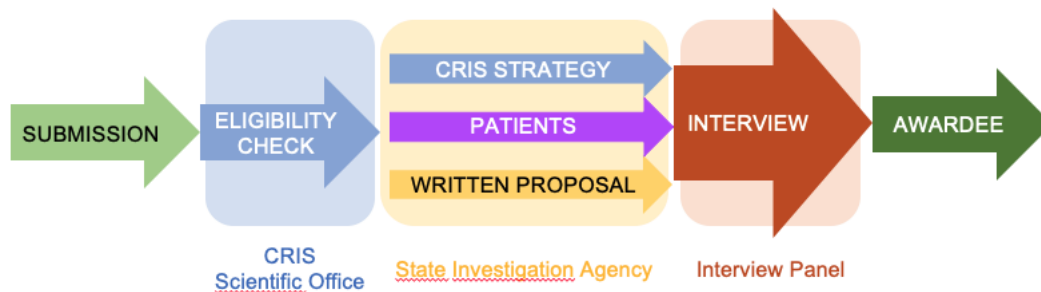 SUBMISSION
ELIGIBILITY
CHECK
CRIS STRATEGY
PATIENTS
WRITTEN PROPOSAL
INTERVIEW
AWARDEE
CRIS
Scientific Office
State Investigation Agency
Interview Panel